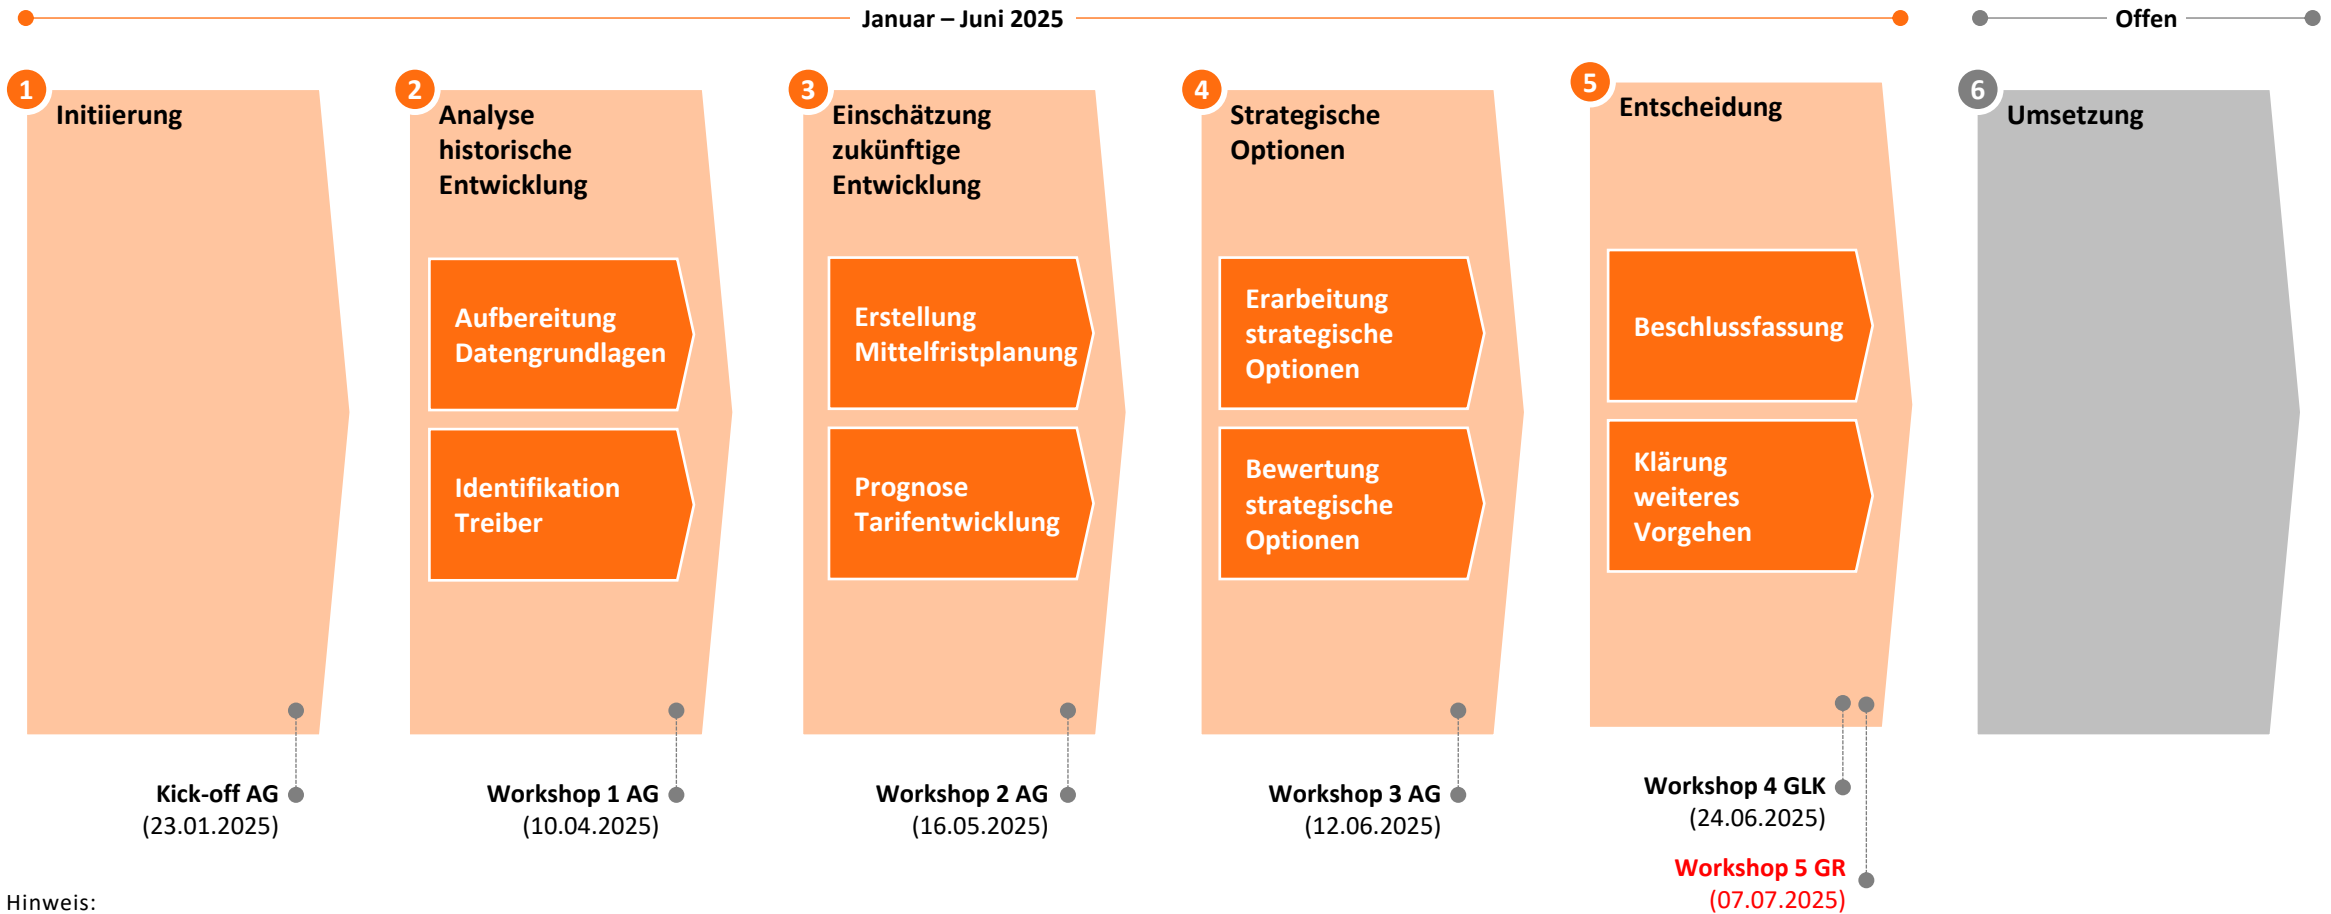 Januar – Juni 2025
Offen
1
Initiierung
2
Analyse
historische
Entwicklung
Aufbereitung
Datengrundlagen
Identifikation
Treiber
3
Einschätzung
zukünftige
Entwicklung
Erstellung
Mittelfristplanung
Prognose
Tarifentwicklung
4
Strategische
Optionen
Erarbeitung
strategische
Optionen
Bewertung
strategische
Optionen
5
Entscheidung
Beschlussfassung
Klärung
weiteres
Vorgehen
6
Umsetzung
Kick-off AG
(23.01.2025)
Workshop 1 AG
(10.04.2025)
Workshop 2 AG
(16.05.2025)
Workshop 3 AG
(12.06.2025)
Workshop 4 GLK
(24.06.2025)
Workshop 5 GR
(07.07.2025)
Hinweis: